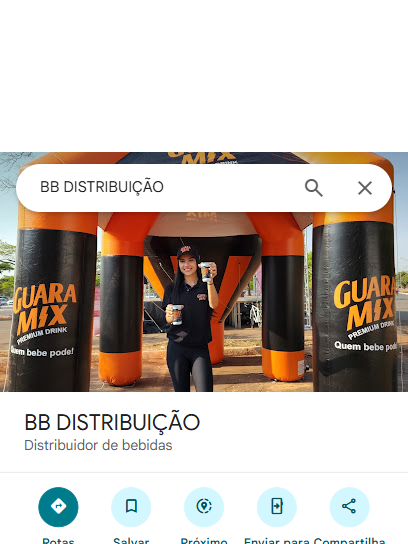 MIX
PREMIUM DRINK
BB DISTRIBUIÇÃO
GUARA
MIX
PREMIUM DRINK
Quem bebe pode!
GUARA
MIX
PREMIUM DRINK
Quem bebe pode!
BB DISTRIBUIÇÃO
Distribuidor de bebidas
Rotas
Salvar
Próximo
Enviar para
Compartilha